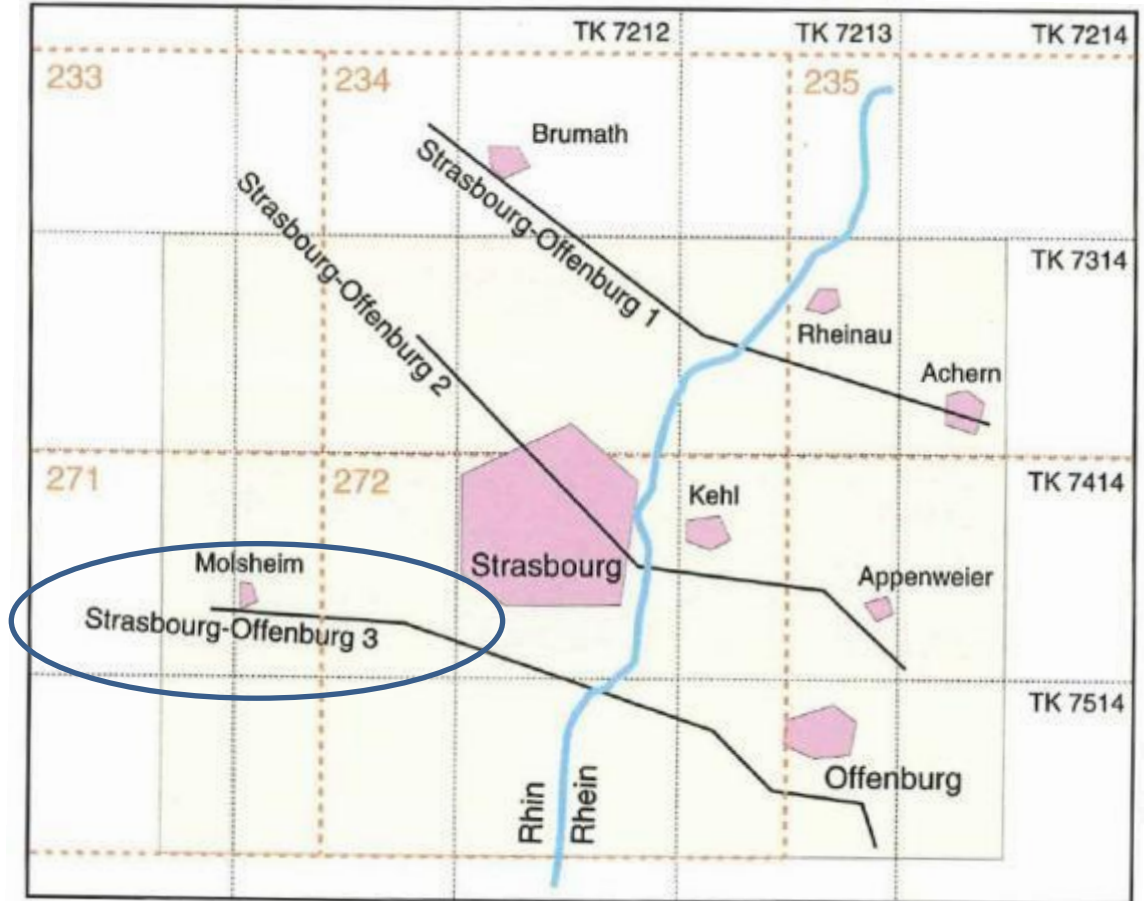 TK 7212
TK 7213
TK 7214
233
234
235
Brumath
Strasbourg-Offenburg 1
Strasbourg-Offenburg 2
TK 7314
Rheinau
Achern
271
272
Kehl
TK 7414
Molsheim
Strasbourg
Appenweier
Strasbourg-Offenburg 3
TK 7514
Offenburg
Rhin
Rhein